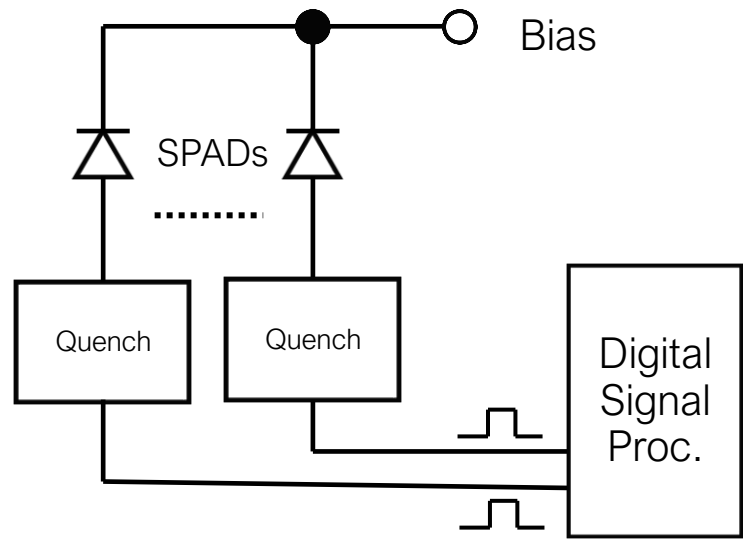 Bias
SPADs
Quench
Quench
Digital
Signal
Proc.